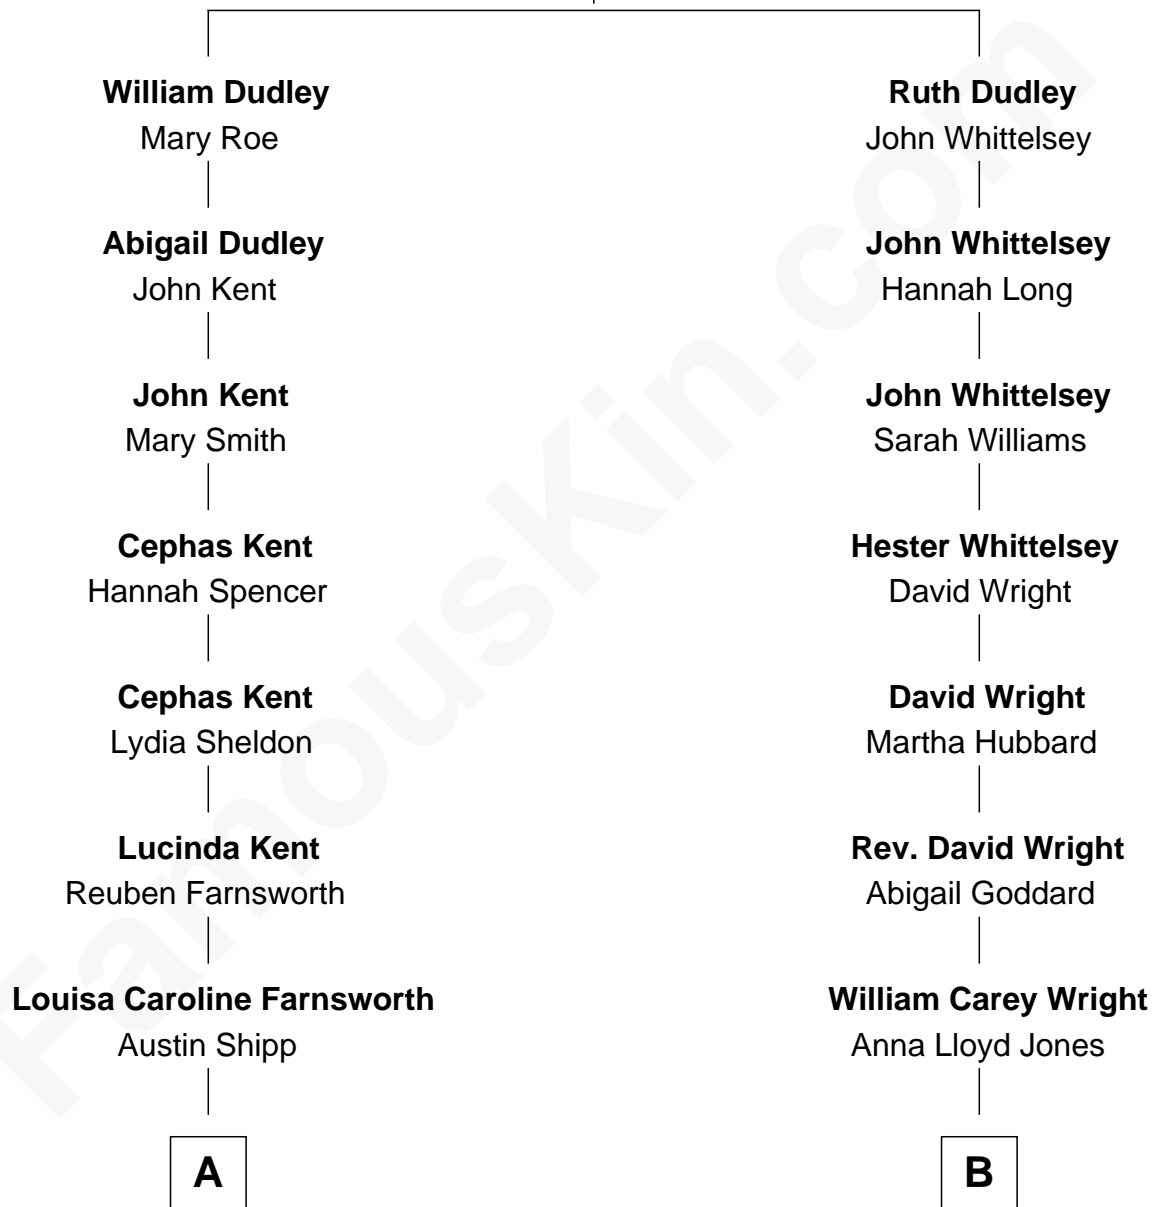 William Dudley
Mary Roe
Ruth Dudley
John Whittelsey
Abigail Dudley
John Kent
John Whittelsey
Hannah Long
John Kent
Mary Smith
John Whittelsey
Sarah Williams
Cephas Kent
Hannah Spencer
Hester Whittelsey
David Wright
Cephas Kent
Lydia Sheldon
David Wright
Martha Hubbard
Lucinda Kent
Reuben Farnsworth
Rev. David Wright
Abigail Goddard
Louisa Caroline Farnsworth
Austin Shipp
William Carey Wright
Anna Lloyd Jones
A
B
FamousKin.com